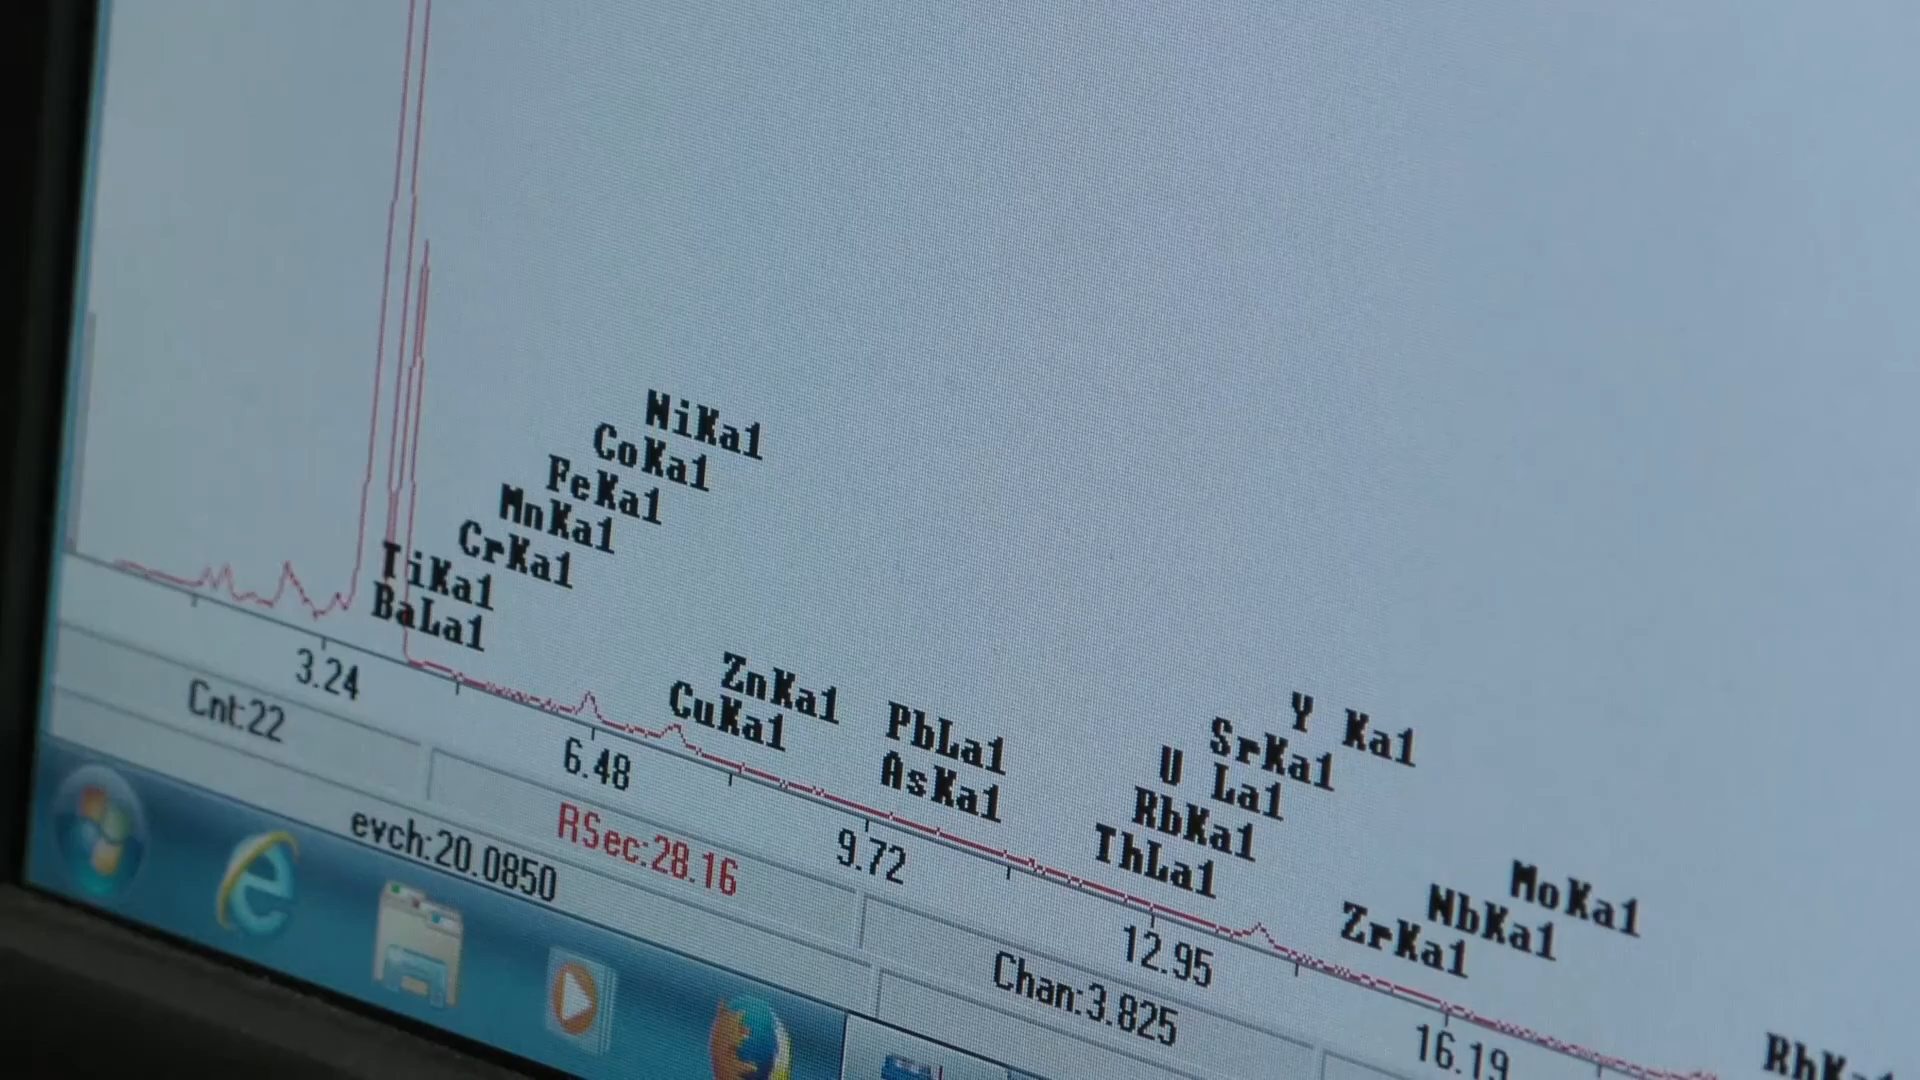 NiKa1
CoKa1
FeKa1
MnKa1
CrKa1
TiKa1
BaLa1
ZnKa1
CuKa1
PbLa1
AsKa1
Y Ka1
SrKa1
U La1
RbKa1
ThLa1
MoKa1
NbKa1
ZrKa1
3.24
6.48
9.72
12.95
16.19
Cnt:22
RSec:28.16
Chan:3.825
evch:20.0850